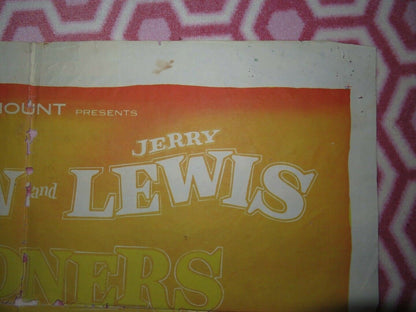 OUNT PRESENTS
JERRY
N and LEWIS
ONERS